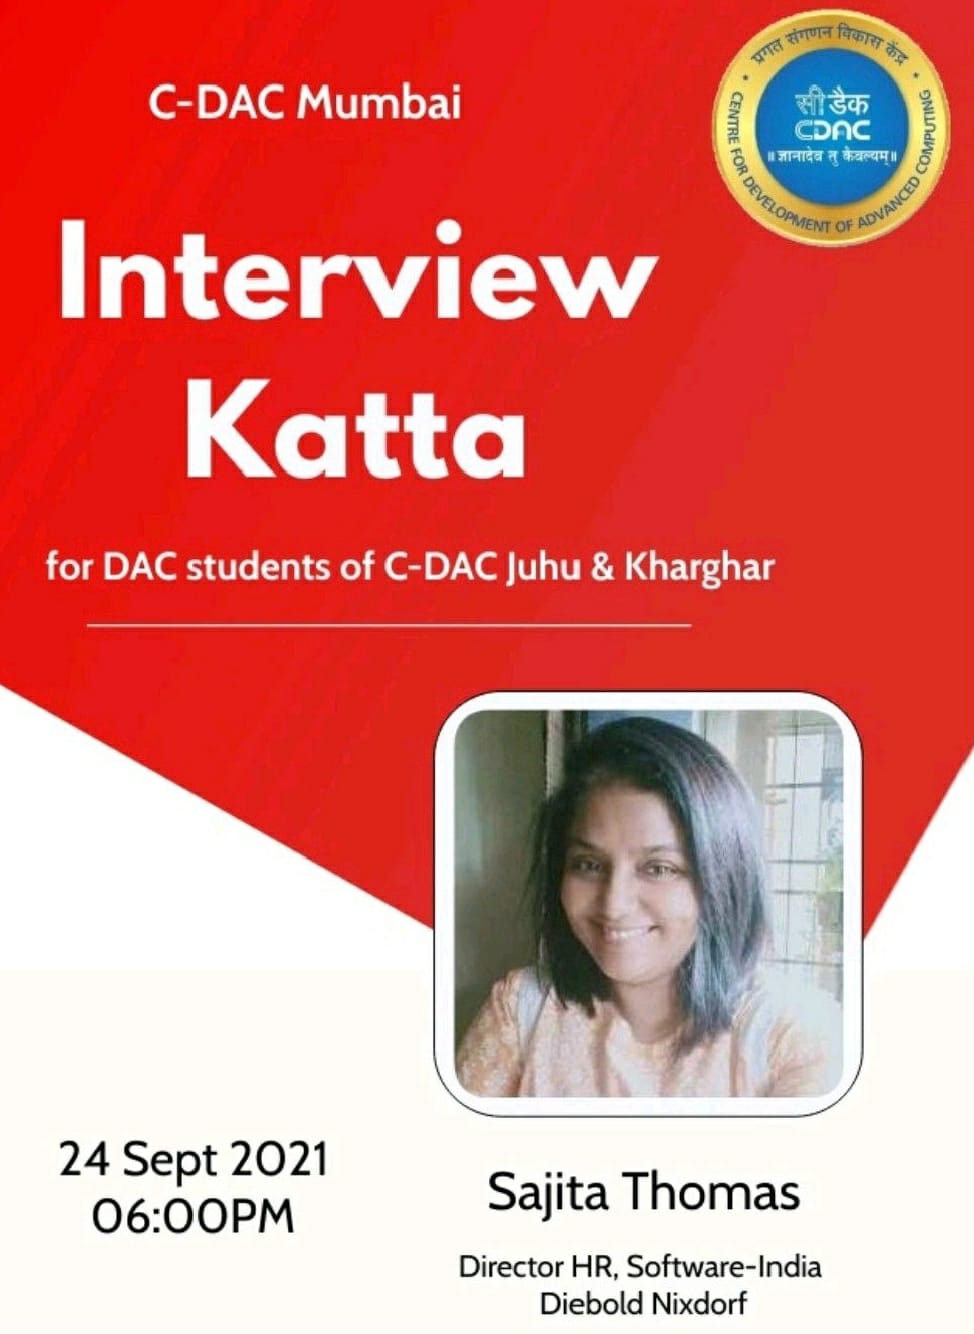 C-DAC Mumbai
प्रगत संगणन विकास केंद्र
सी डैक
CDAC
॥ ज्ञानादेव तु कैवल्यम् ॥
CENTRE FOR DEVELOPMENT OF ADVANCED COMPUTING
Interview
Katta
for DAC students of C-DAC Juhu & Kharghar
24 Sept 2021
06:00PM
Sajita Thomas
Director HR, Software-India
Diebold Nixdorf